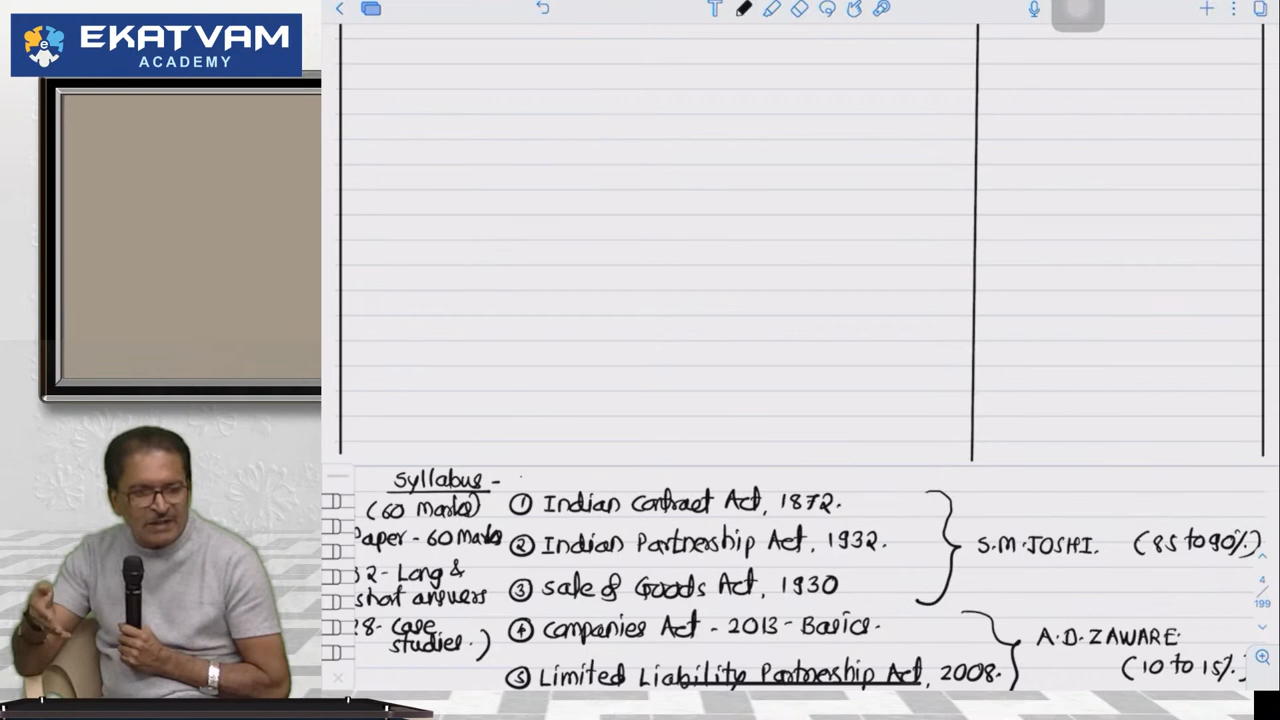 EKATVAM
ACADEMY
Syllabus -
(60 Marks)
Paper - 60 Marks
32 - Long &
short answers
28 - case
studies.)
① Indian Contract Act, 1872.
② Indian Partnership Act, 1932.
③ Sale of Goods Act, 1930
④ Companies Act - 2013 - Basics.
⑤ Limited Liability Partnership Act, 2008.
S.M.JOSHI. (85 to 90%.)
A.D.ZAWARE.
(10 to 15%.)
4
199